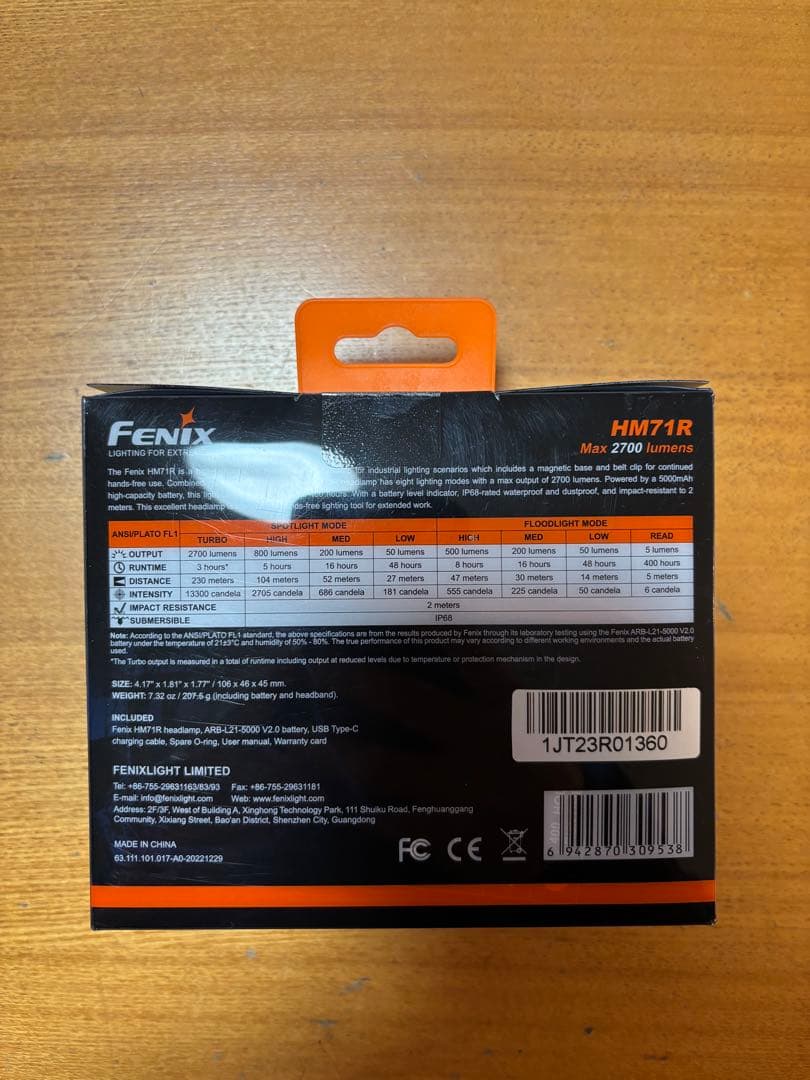 FENIX
LIGHTING FOR EXTRE
HM71R
Max 2700 lumens
The Fenix HM71R is a for industrial lighting scenarios which includes a magnetic base and belt clip for continued
hands-free use. Combine headlamp has eight lighting modes with a max output of 2700 lumens. Powered by a 5000mAh
high-capacity battery, this hours. With a battery level indicator, IP68-rated waterproof and dustproof, and impact-resistant to 2
meters. This excellent headlamp hands-free lighting tool for extended work.
ANSI/PLATO FL1 SPOTLIGHT MODE FLOODLIGHT MODE
TURBO HIGH MED LOW HIGH MED LOW READ
OUTPUT 2700 lumens 800 lumens 200 lumens 50 lumens 500 lumens 200 lumens 50 lumens 5 lumens
RUNTIME 3 hours* 5 hours 16 hours 48 hours 8 hours 16 hours 48 hours 400 hours
DISTANCE 230 meters 104 meters 52 meters 27 meters 47 meters 30 meters 14 meters 5 meters
INTENSITY 13300 candela 2705 candela 686 candela 181 candela 555 candela 225 candela 50 candela 6 candela
IMPACT RESISTANCE 2 meters
SUBMERSIBLE IP68
Note: According to the ANSI/PLATO FL1 standard, the above specifications are from the results produced by Fenix through its laboratory testing using the Fenix ARB-L21-5000 V2.0
battery under the temperature of 21±3°C and humidity of 50% - 80%. The true performance of this product may vary according to different working environments and the actual battery
used.
*The Turbo output is measured in a total of runtime including output at reduced levels due to temperature or protection mechanism in the design.
SIZE: 4.17" x 1.81" x 1.77" / 106 x 46 x 45 mm.
WEIGHT: 7.32 oz / 207.5 g (including battery and headband).
INCLUDED
Fenix HM71R headlamp, ARB-L21-5000 V2.0 battery, USB Type-C
charging cable, Spare O-ring, User manual, Warranty card
1JT23R01360
FENIXLIGHT LIMITED
Tel: +86-755-29631163/83/93 Fax: +86-755-29631181
E-mail: info@fenixlight.com Web: www.fenixlight.com
Address: 2F/3F, West of Building A, Xinghong Technology Park, 111 Shuiku Road, Fenghuanggang
Community, Xixiang Street, Bao'an District, Shenzhen City, Guangdong
MADE IN CHINA
63.111.101.017-A0-20221229
FC CE
6 942870 309538